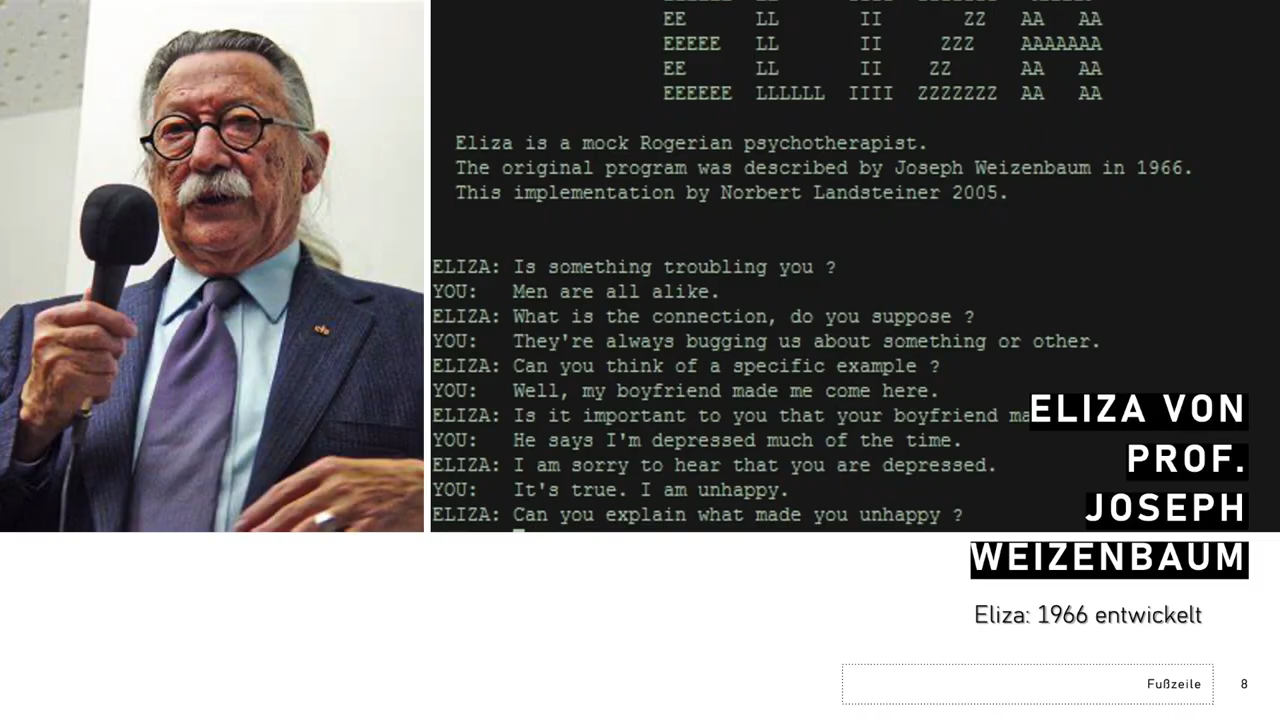 EE LL II ZZ AA AA
EEEEE LL II ZZZ AAAAAAA
EE LL II ZZ AA AA
EEEEEE LLLLLL IIII ZZZZZZZ AA AA
Eliza is a mock Rogerian psychotherapist.
The original program was described by Joseph Weizenbaum in 1966.
This implementation by Norbert Landsteiner 2005.
ELIZA: Is something troubling you ?
YOU: Men are all alike.
ELIZA: What is the connection, do you suppose ?
YOU: They're always bugging us about something or other.
ELIZA: Can you think of a specific example ?
YOU: Well, my boyfriend made me come here.
ELIZA: Is it important to you that your boyfriend
YOU: He says I'm depressed much of the time.
ELIZA: I am sorry to hear that you are depressed.
YOU: It's true. I am unhappy.
ELIZA: Can you explain what made you unhappy ?
ELIZA VON
PROF.
JOSEPH
WEIZENBAUM
Eliza: 1966 entwickelt
Fußzeile 8